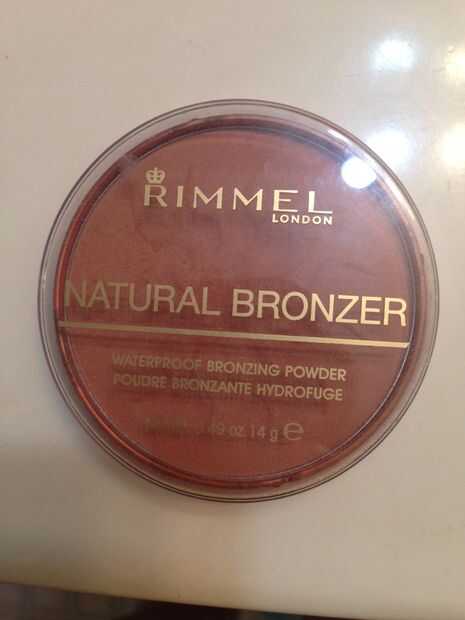 RIMMEL
LONDON
NATURAL BRONZER
WATERPROOF BRONZING POWDER
POUDRE BRONZANTE HYDROFUGE
.49 oz. 14 g e